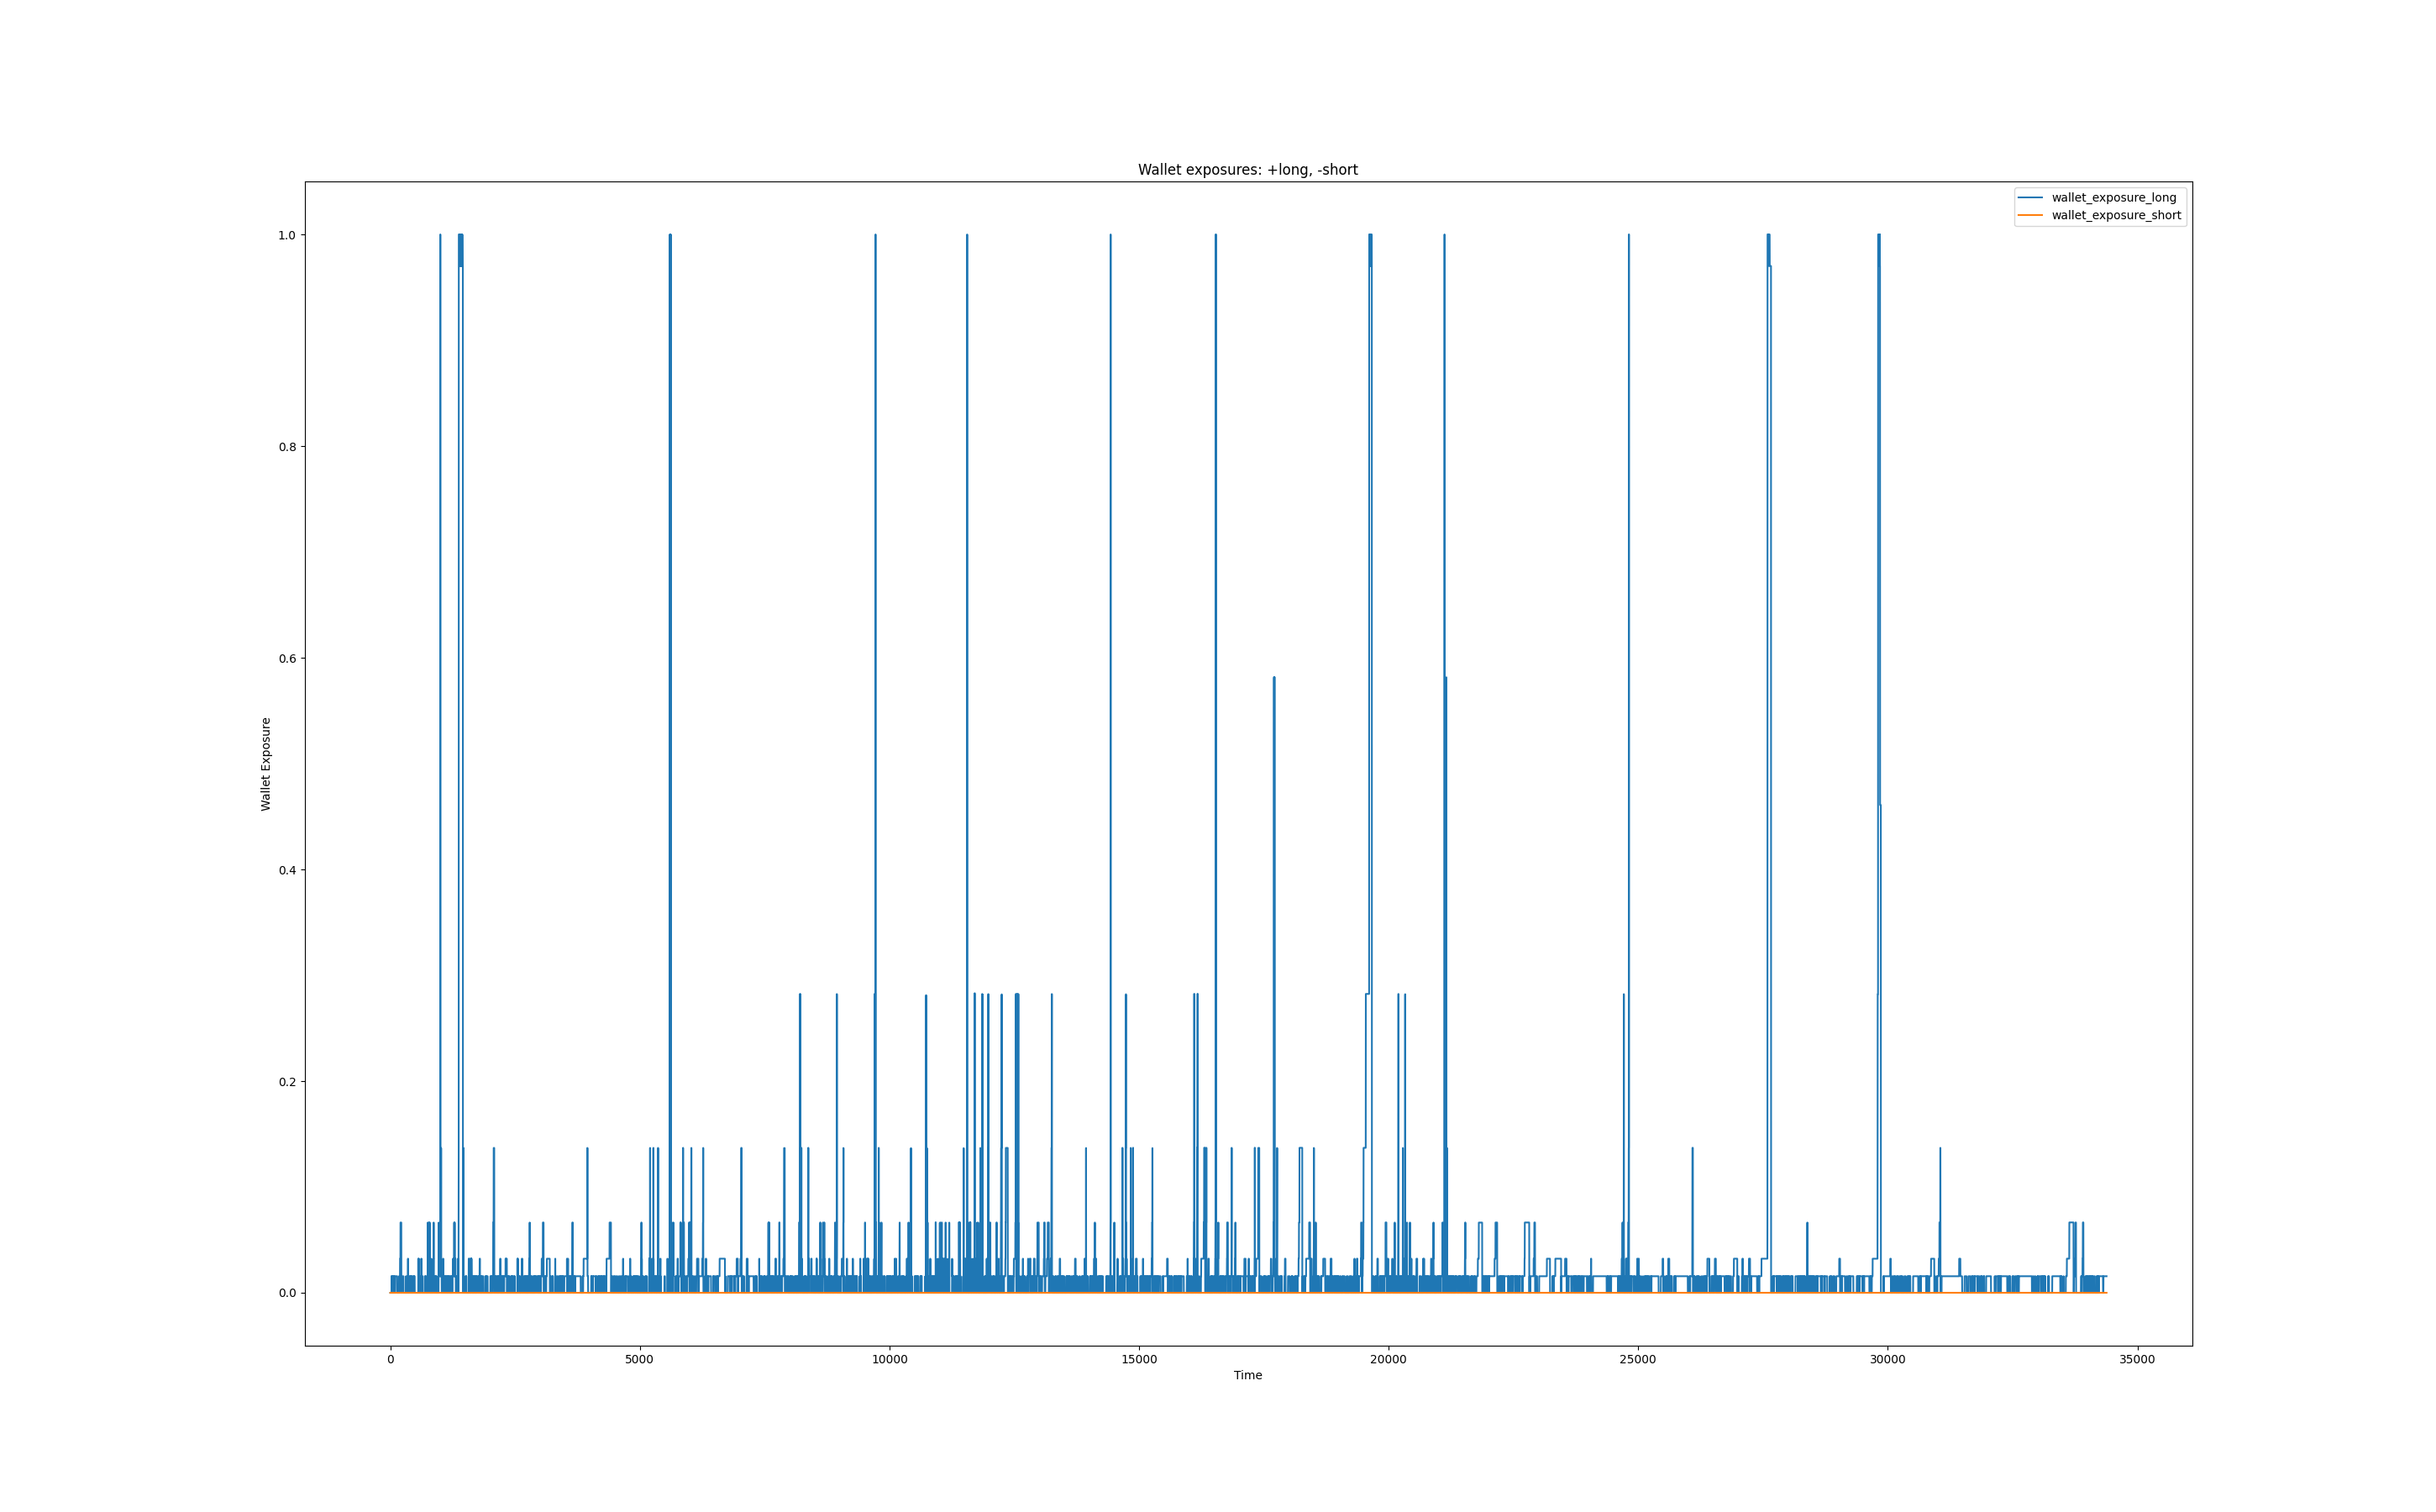 Wallet exposures: +long, -short
wallet_exposure_long
wallet_exposure_short
1.0
0.8
0.6
0.4
0.2
0.0
Wallet Exposure
0 5000 10000 15000 20000 25000 30000 35000
Time